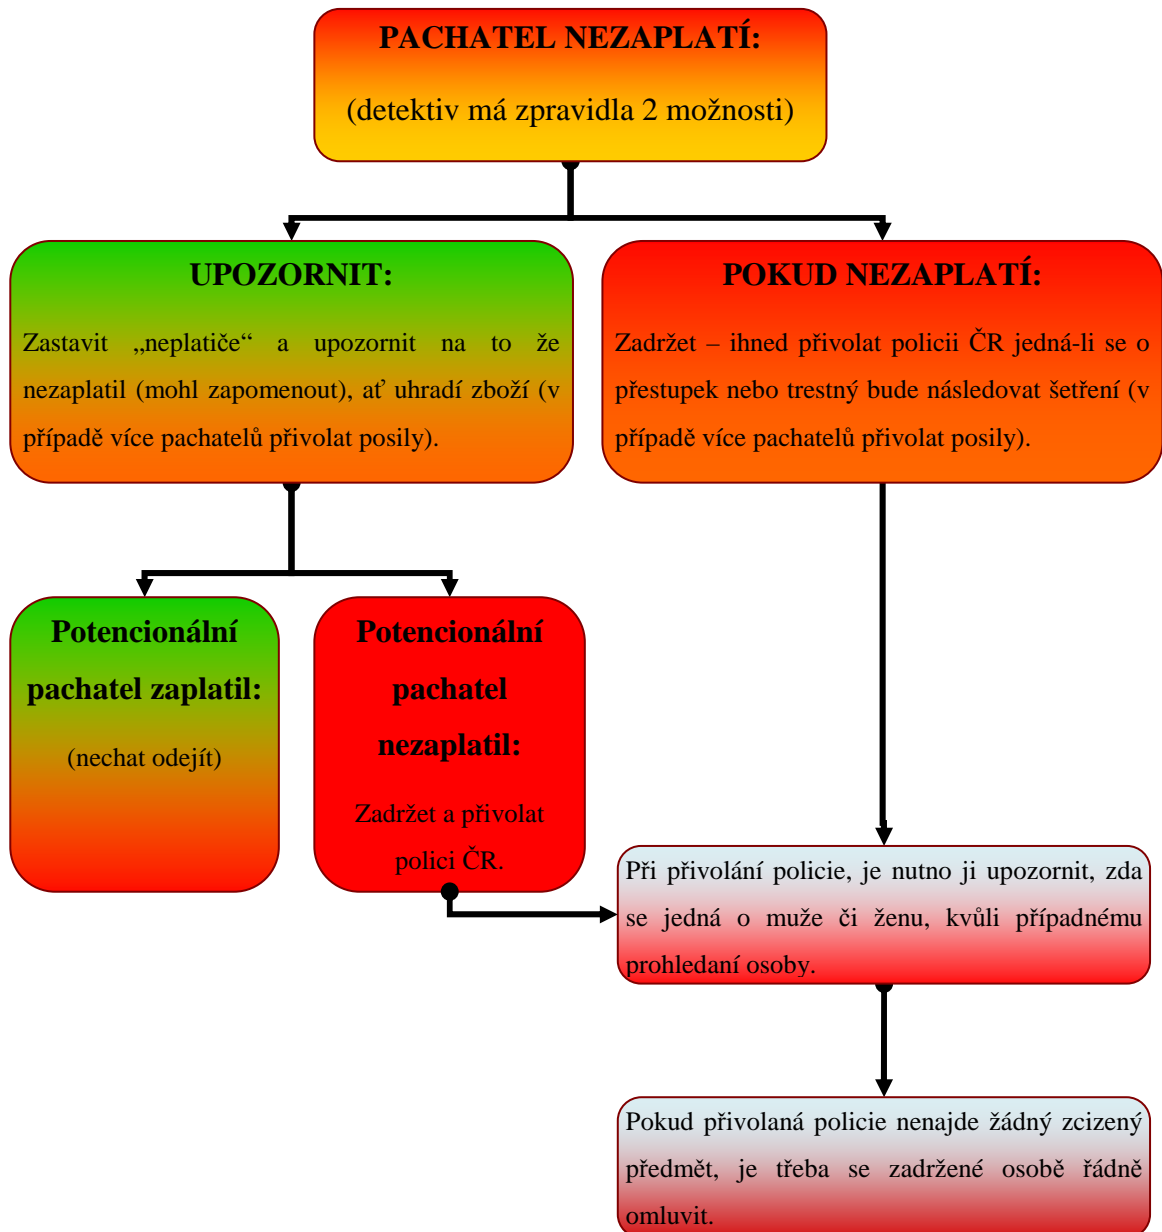 PACHATEL NEZAPLATÍ:
(detektiv má zpravidla 2 možnosti)
UPOZORNIT:
Zastavit „neplatiče“ a upozornit na to že
nezaplatil (mohl zapomenout), ať uhradí zboží (v
případě více pachatelů přivolat posily).
POKUD NEZAPLATÍ:
Zadržet – ihned přivolat policii ČR jedná-li se o
přestupek nebo trestný bude následovat šetření (v
případě více pachatelů přivolat posily).
Potencionální
pachatel zaplatil:
(nechat odejít)
Potencionální
pachatel
nezaplatil:
Zadržet a přivolat
polici ČR.
Při přivolání policie, je nutno ji upozornit, zda
se jedná o muže či ženu, kvůli případnému
prohledaní osoby.
Pokud přivolaná policie nenajde žádný zcizený
předmět, je třeba se zadržené osobě řádně
omluvit.